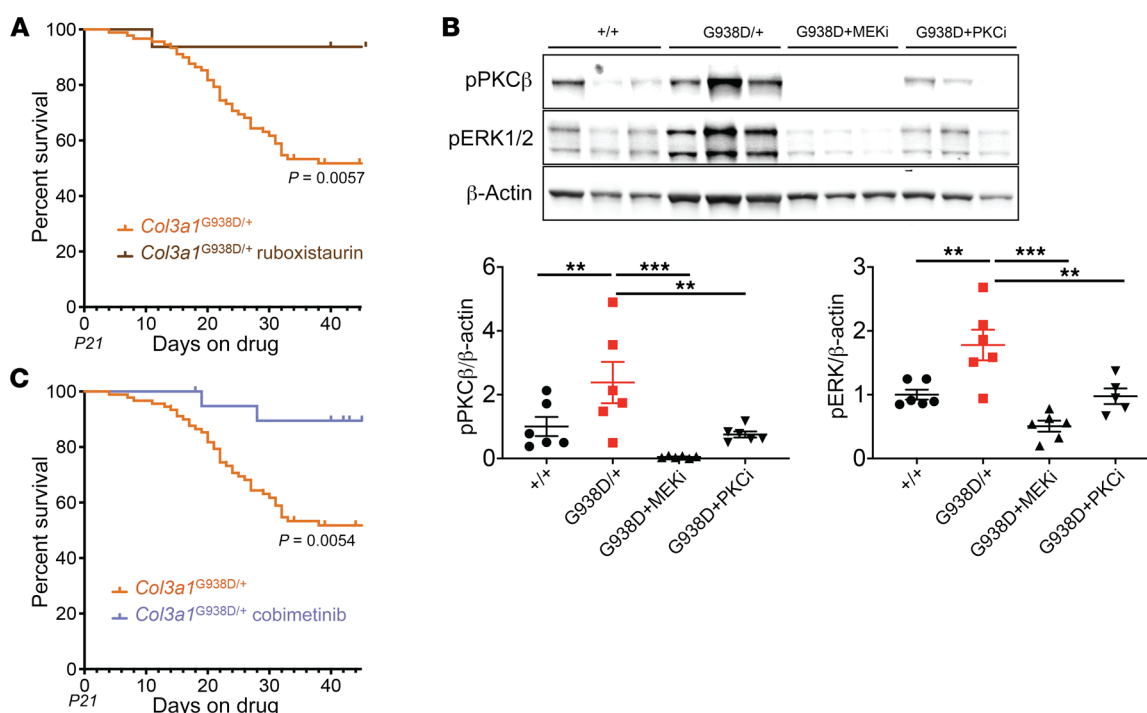 A
100
80
60
40
20
0
Percent survival
P = 0.0057
Col3a1G938D/+
Col3a1G938D/+ ruboxistaurin
0 10 20 30 40
P21
Days on drug
B
+/+ G938D/+ G938D+MEKi G938D+PKCi
pPKCβ
pERK1/2
β-Actin
6
4
2
0
pPKCβ/β-actin
** ***
**
+/+
G938D/+
G938D+MEKi
G938D+PKCi
3
2
1
0
pERK/β-actin
** ***
**
+/+
G938D/+
G938D+MEKi
G938D+PKCi
C
100
80
60
40
20
0
Percent survival
P = 0.0054
Col3a1G938D/+
Col3a1G938D/+ cobimetinib
0 10 20 30 40
P21
Days on drug